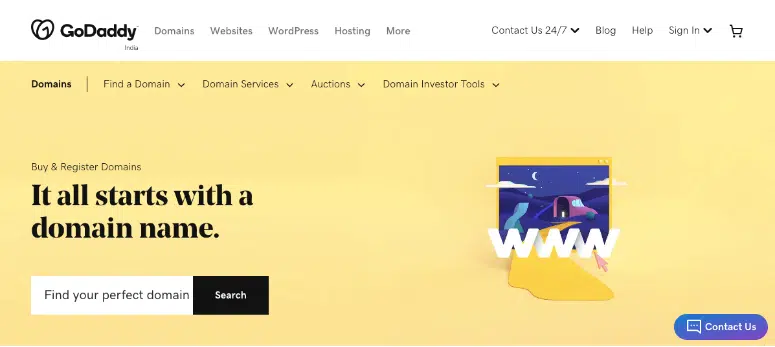 GoDaddy
India
Domains Websites WordPress Hosting More
Contact Us 24/7 Blog Help Sign In
Domains Find a Domain Domain Services Auctions Domain Investor Tools
Buy & Register Domains
It all starts with a
domain name.
Find your perfect domain Search
www
Contact Us